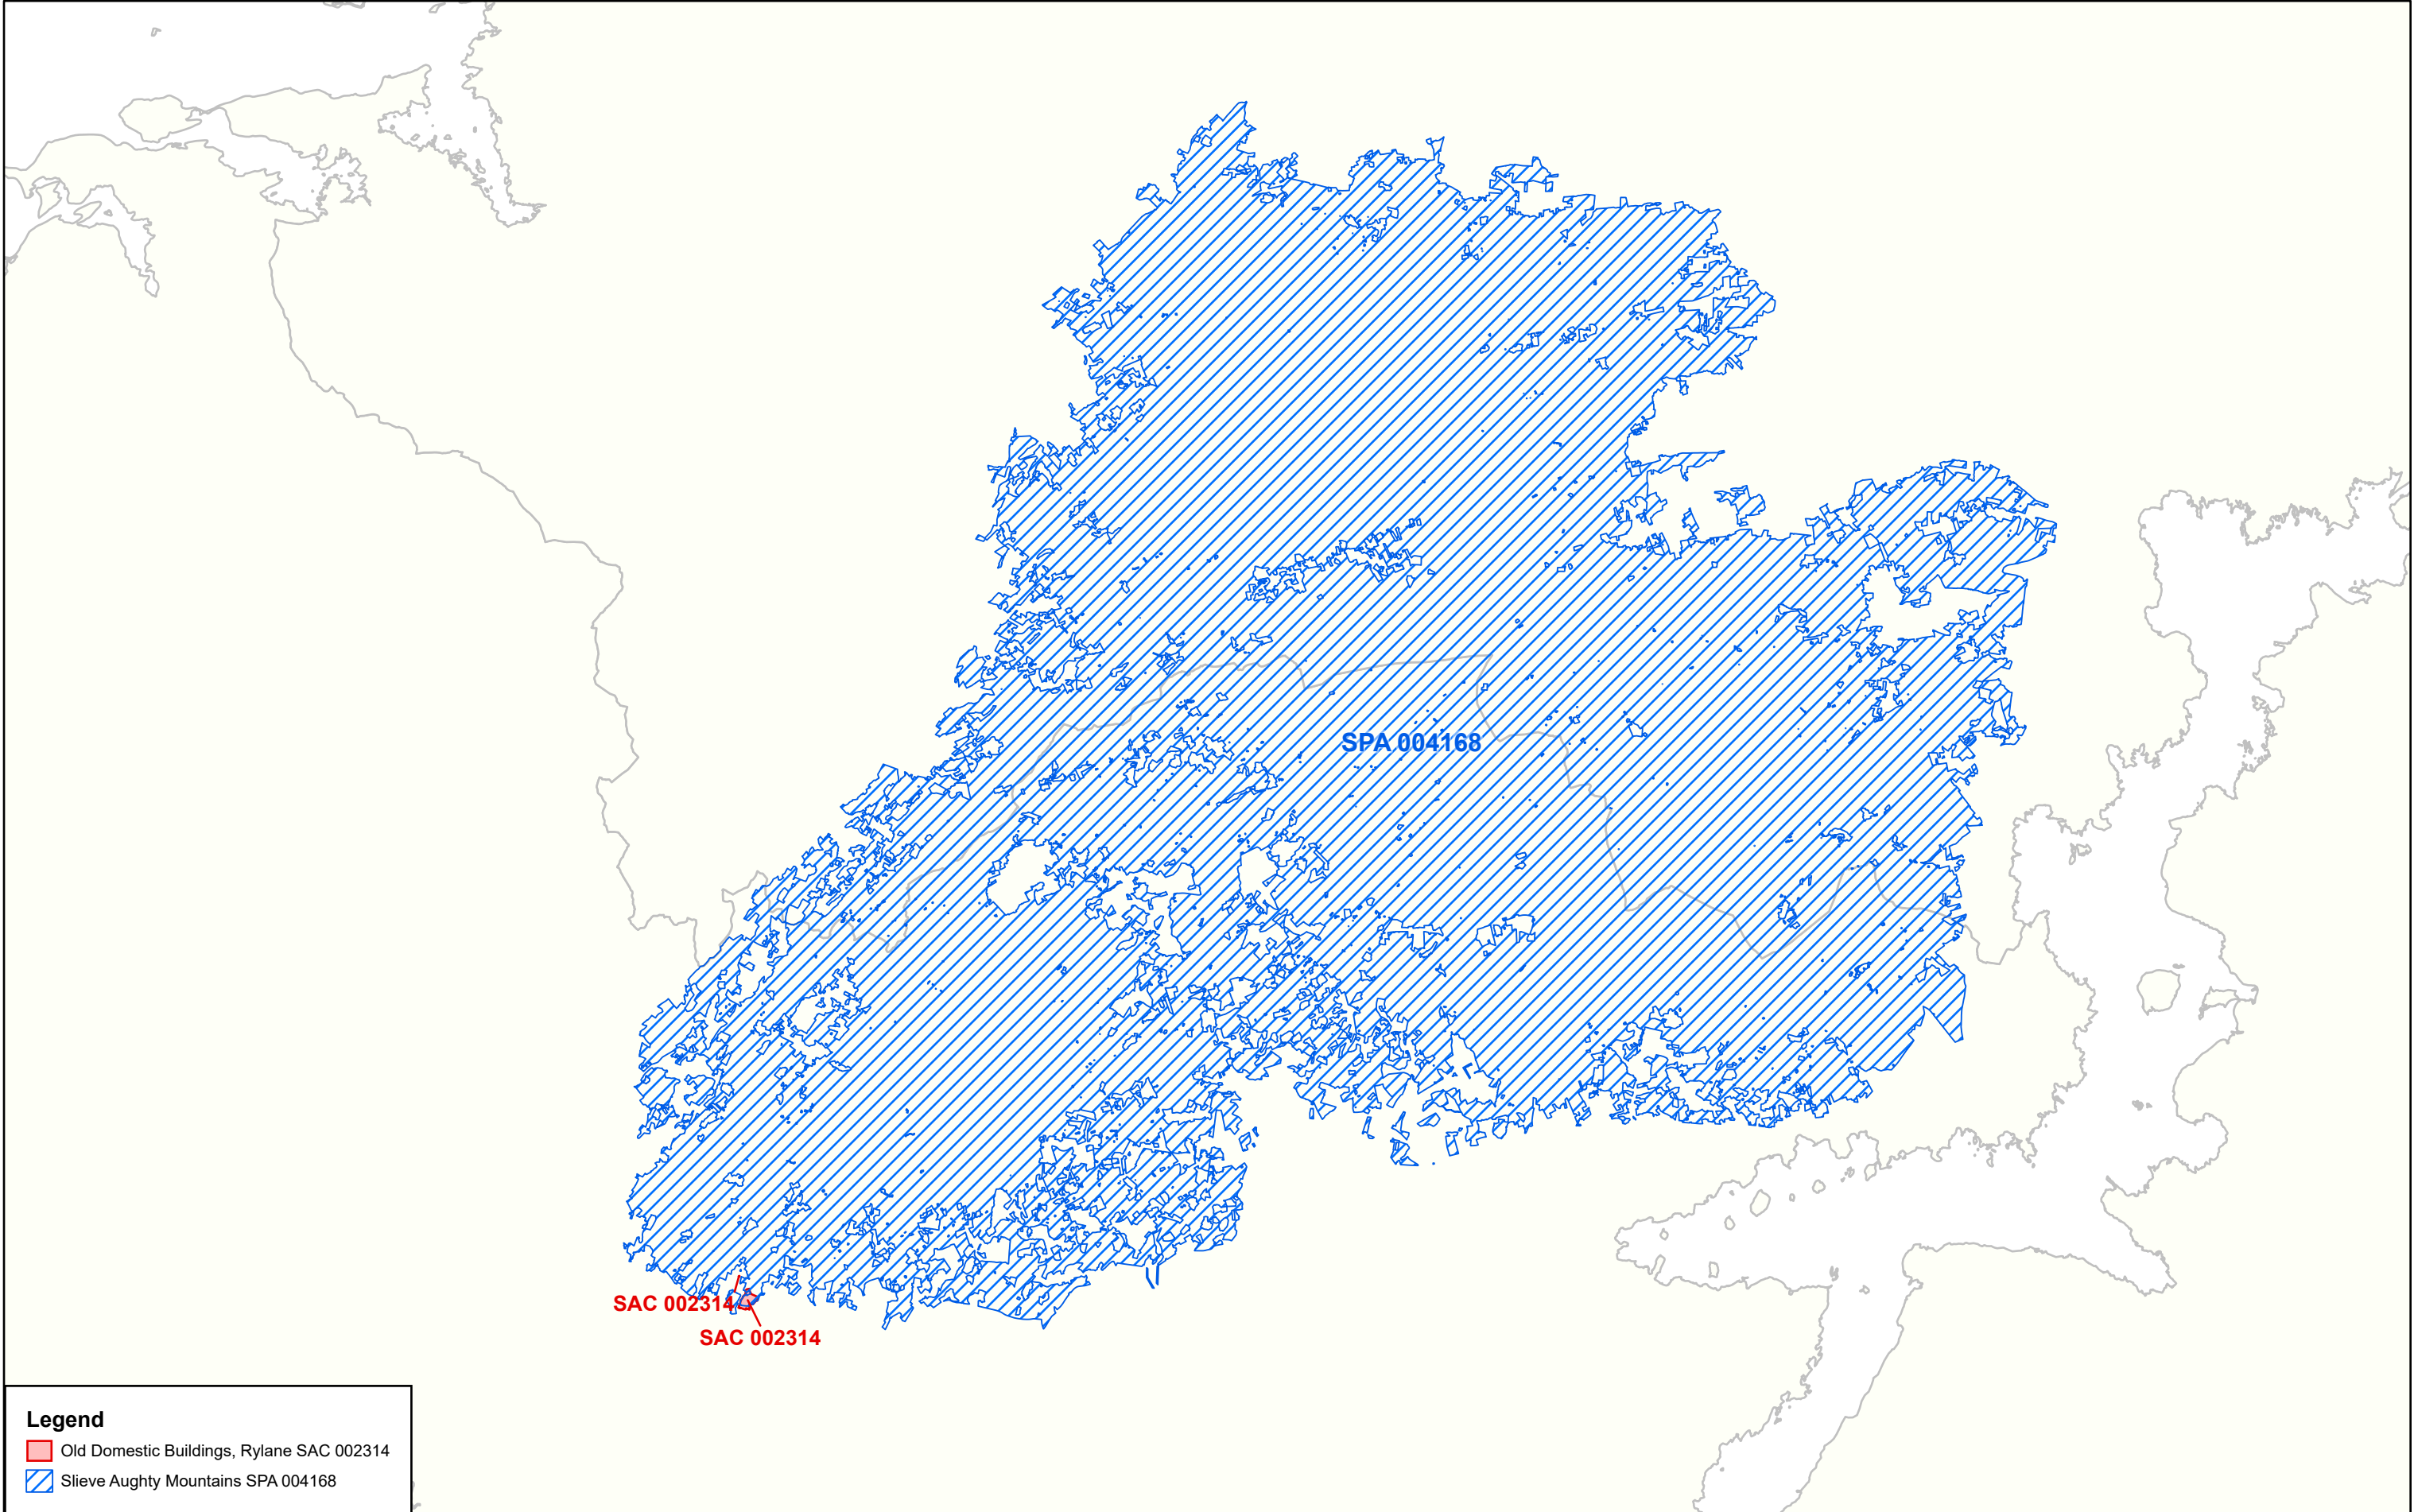 SPA 004168
SAC 002314
SAC 002314
Legend
Old Domestic Buildings, Rylane SAC 002314
Slieve Aughty Mountains SPA 004168